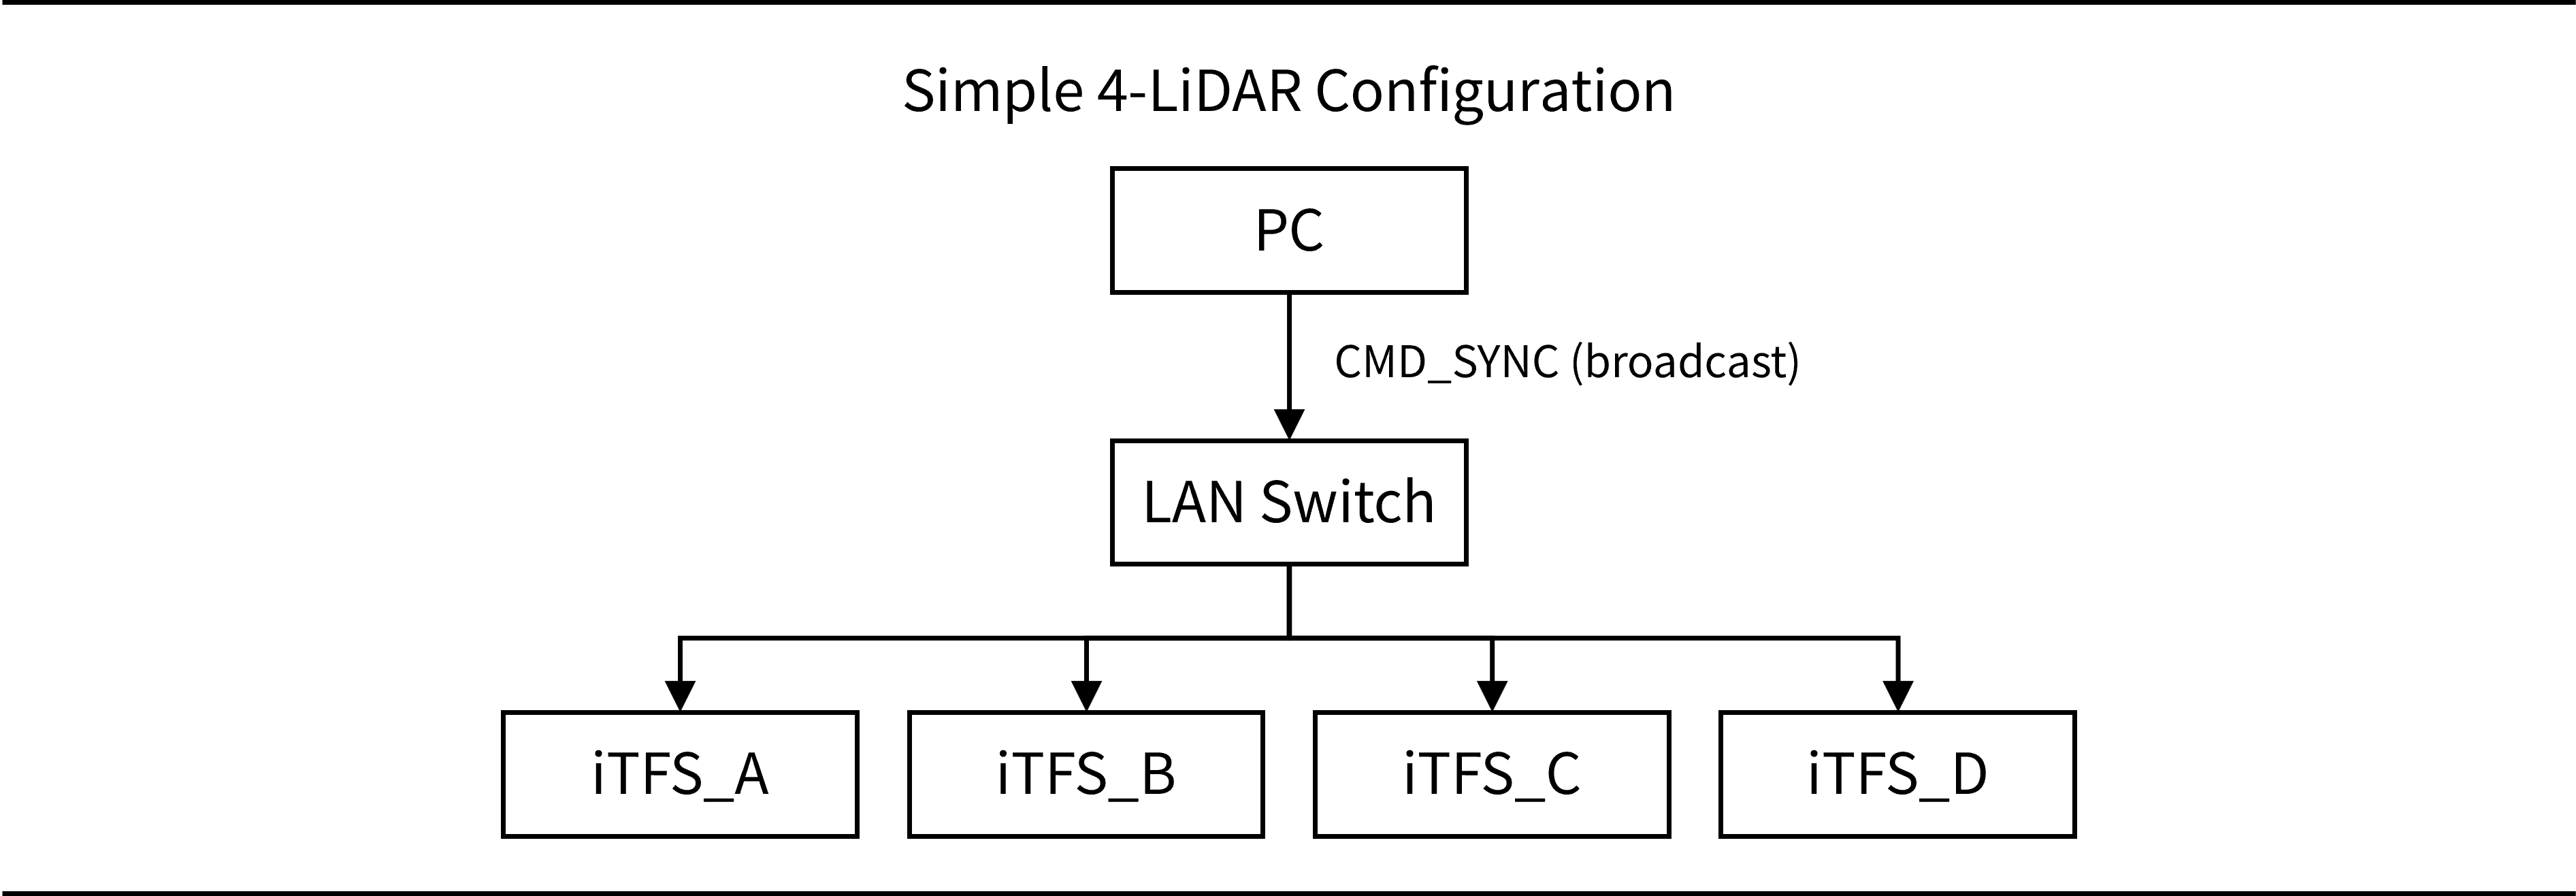 Simple 4-LiDAR Configuration
PC
CMD_SYNC (broadcast)
LAN Switch
iTFS_A
iTFS_B
iTFS_C
iTFS_D